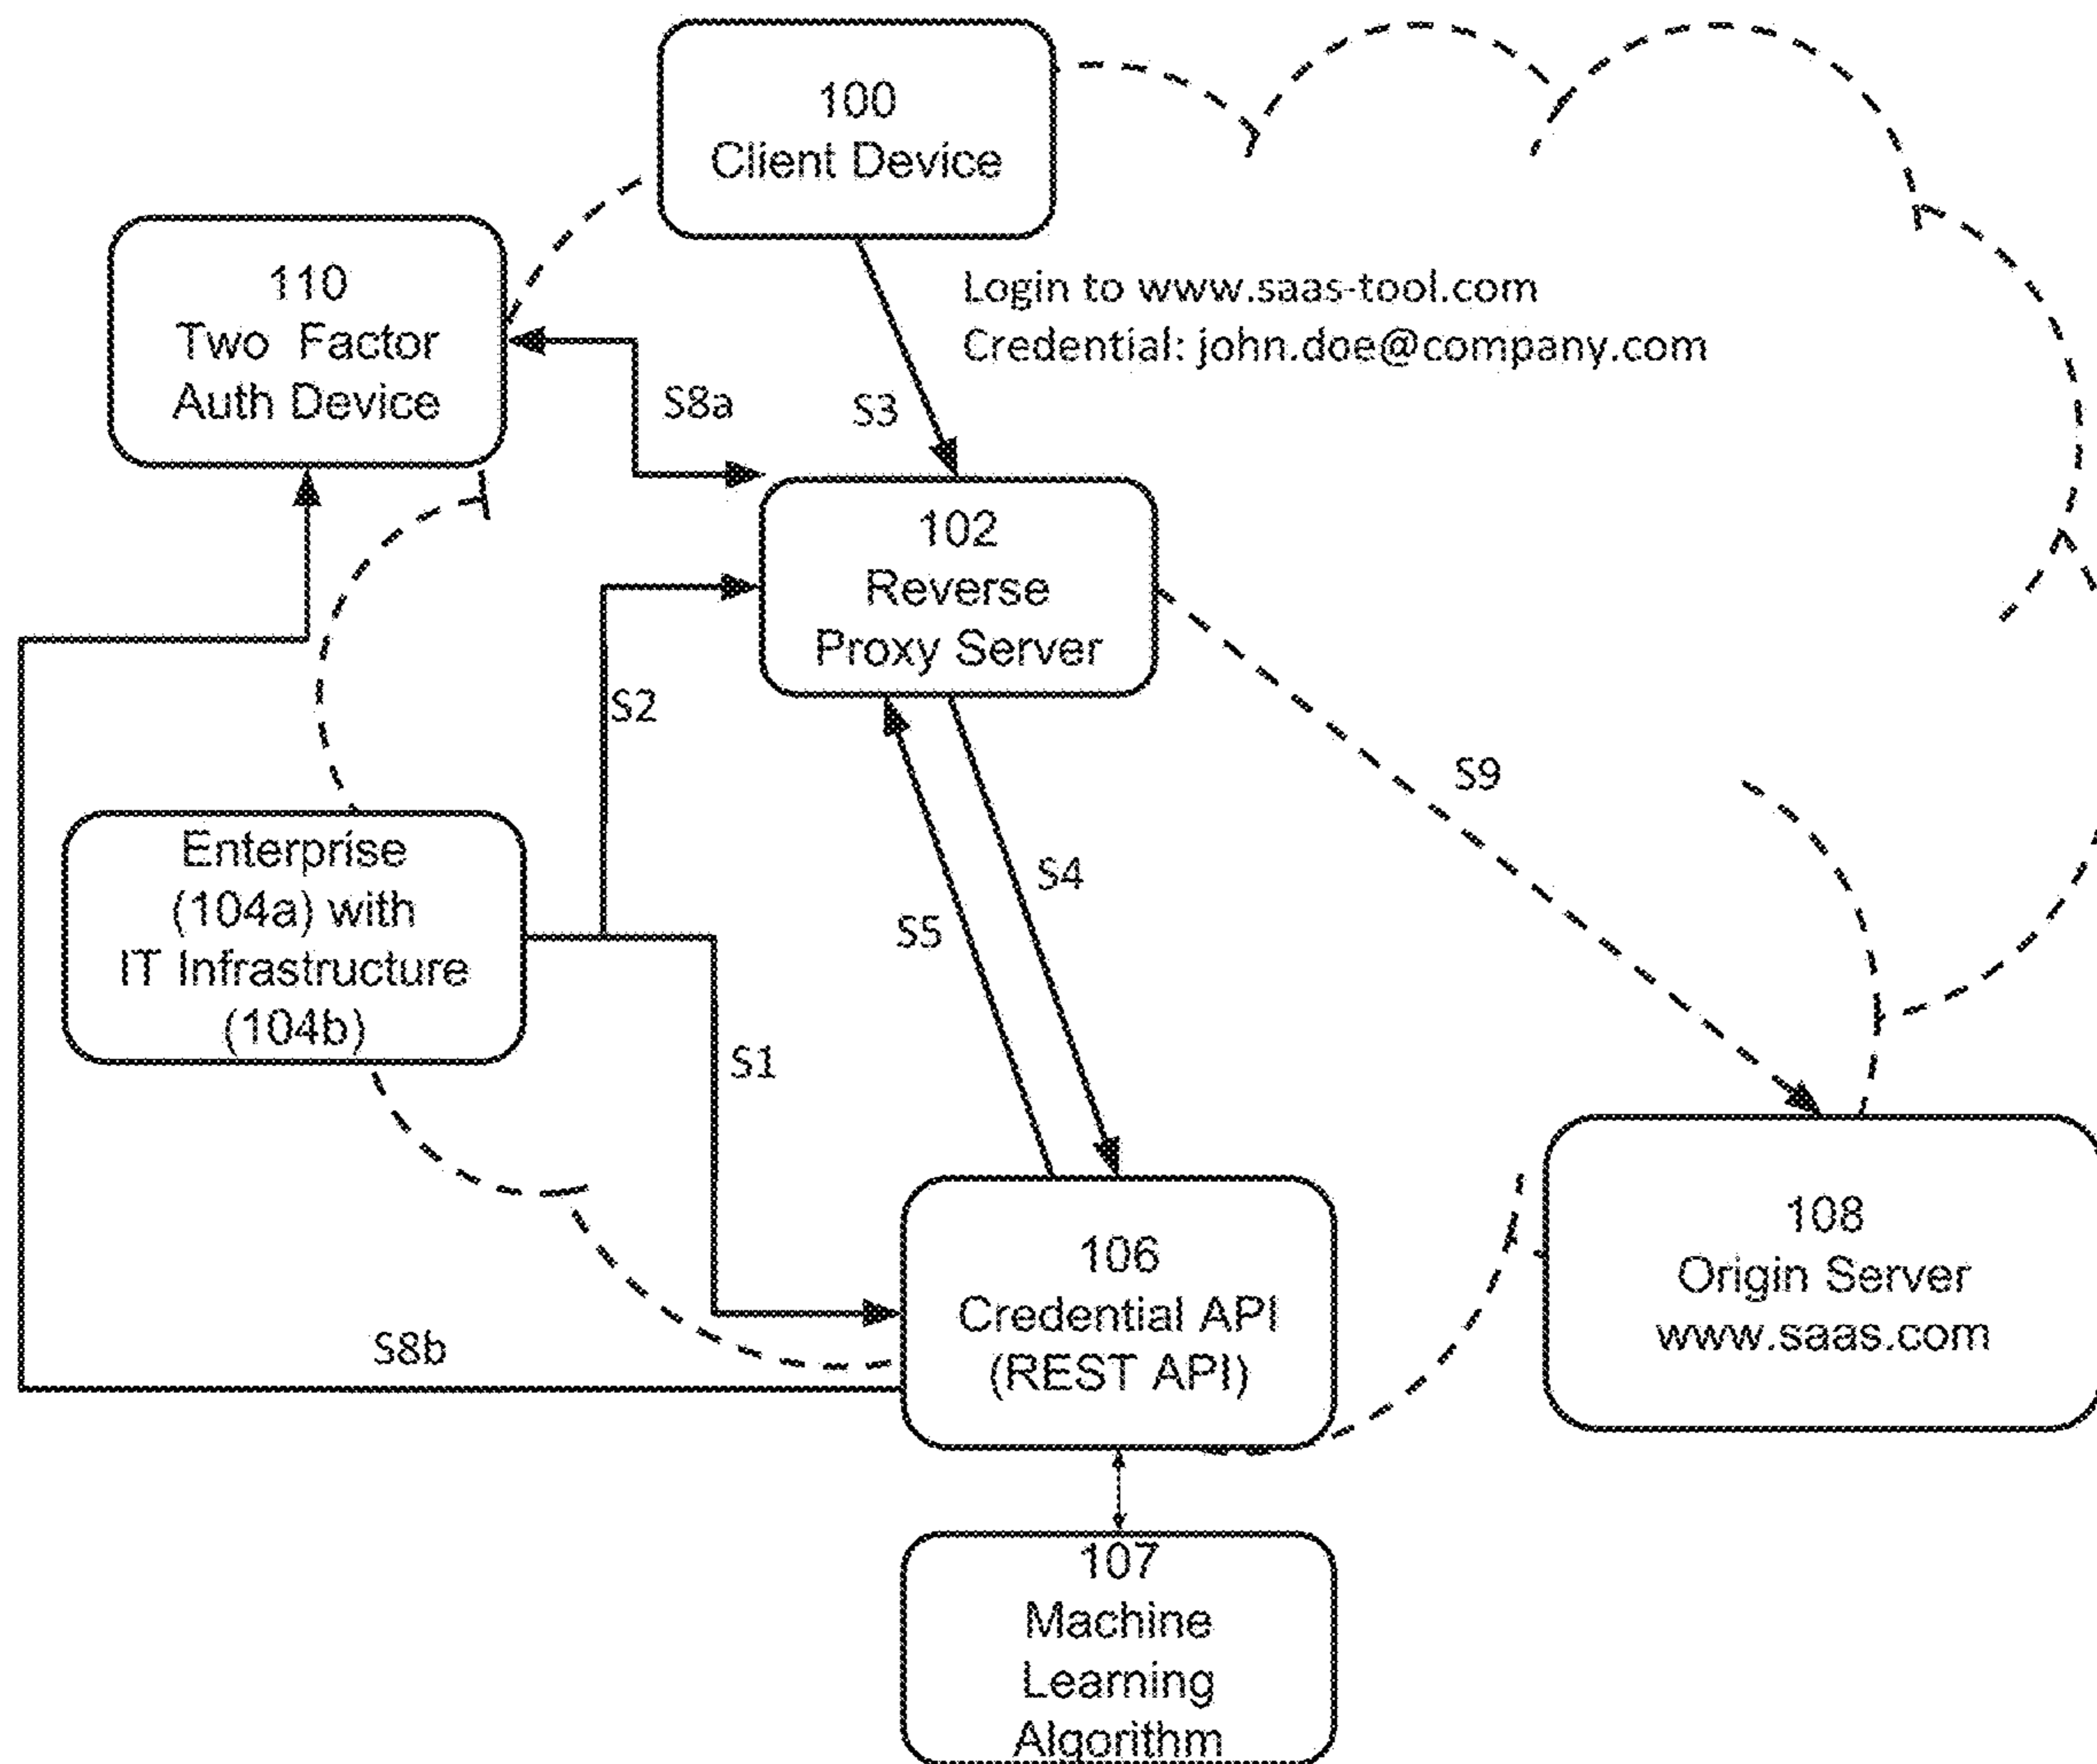 100
Client Device
110
Two Factor
Auth Device
Login to www.saas-tool.com
Credential: john.doe@company.com
S8a
S3
102
Reverse
Proxy Server
S2
S9
Enterprise
(104a) with
IT Infrastructure
(104b)
S4
S5
S1
106
Credential API
(REST API)
108
Origin Server
www.saas.com
S8b
107
Machine
Learning
Algorithm